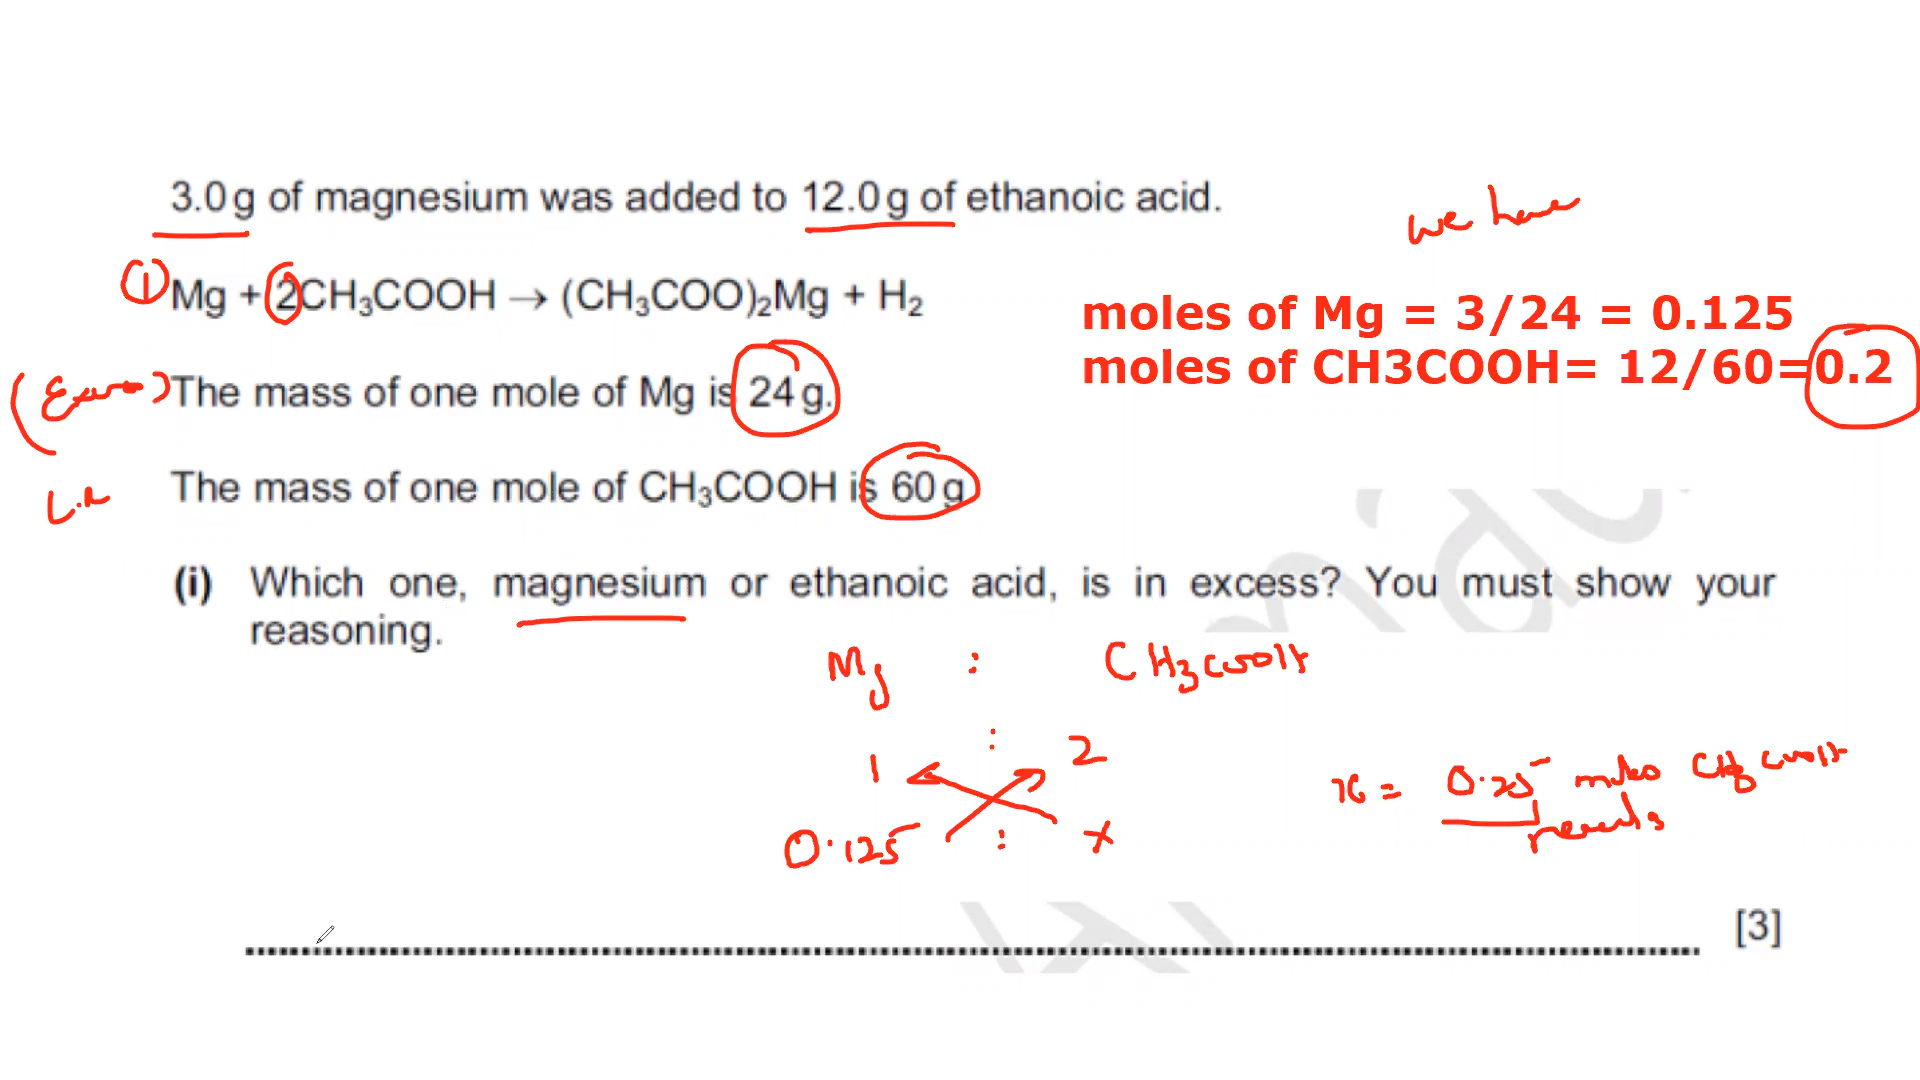 3.0 g of magnesium was added to 12.0 g of ethanoic acid.
we have
① Mg + 2CH₃COOH → (CH₃COO)₂Mg + H₂
moles of Mg = 3/24 = 0.125
moles of CH3COOH= 12/60=0.2
The mass of one mole of Mg is 24 g.
L.R The mass of one mole of CH₃COOH is 60 g
(i) Which one, magnesium or ethanoic acid, is in excess? You must show your
reasoning.
Mg : CH3COOH
1 : 2
0.125 : x
x = 0.25 moles CH3COOH
[3]